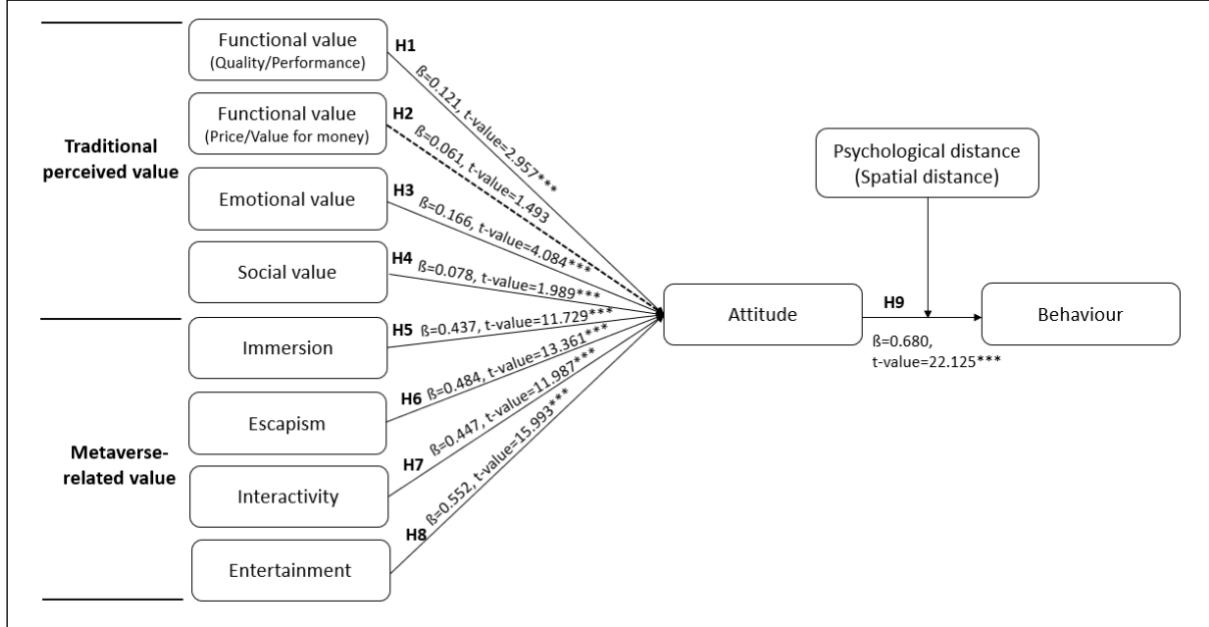 Traditional
perceived value
Metaverse-
related value
Functional value
(Quality/Performance)
Functional value
(Price/Value for money)
Emotional value
Social value
Immersion
Escapism
Interactivity
Entertainment
H1
ß=0.121, t-value=2.957***
H2
ß=0.061, t-value=1.493
H3
ß=0.166, t-value=4.084***
H4
ß=0.078, t-value=1.989***
H5
ß=0.437, t-value=11.729***
H6
ß=0.484, t-value=13.361***
H7
ß=0.447, t-value=11.987***
H8
ß=0.552, t-value=15.993***
Attitude
Psychological distance
(Spatial distance)
H9
ß=0.680,
t-value=22.125***
Behaviour